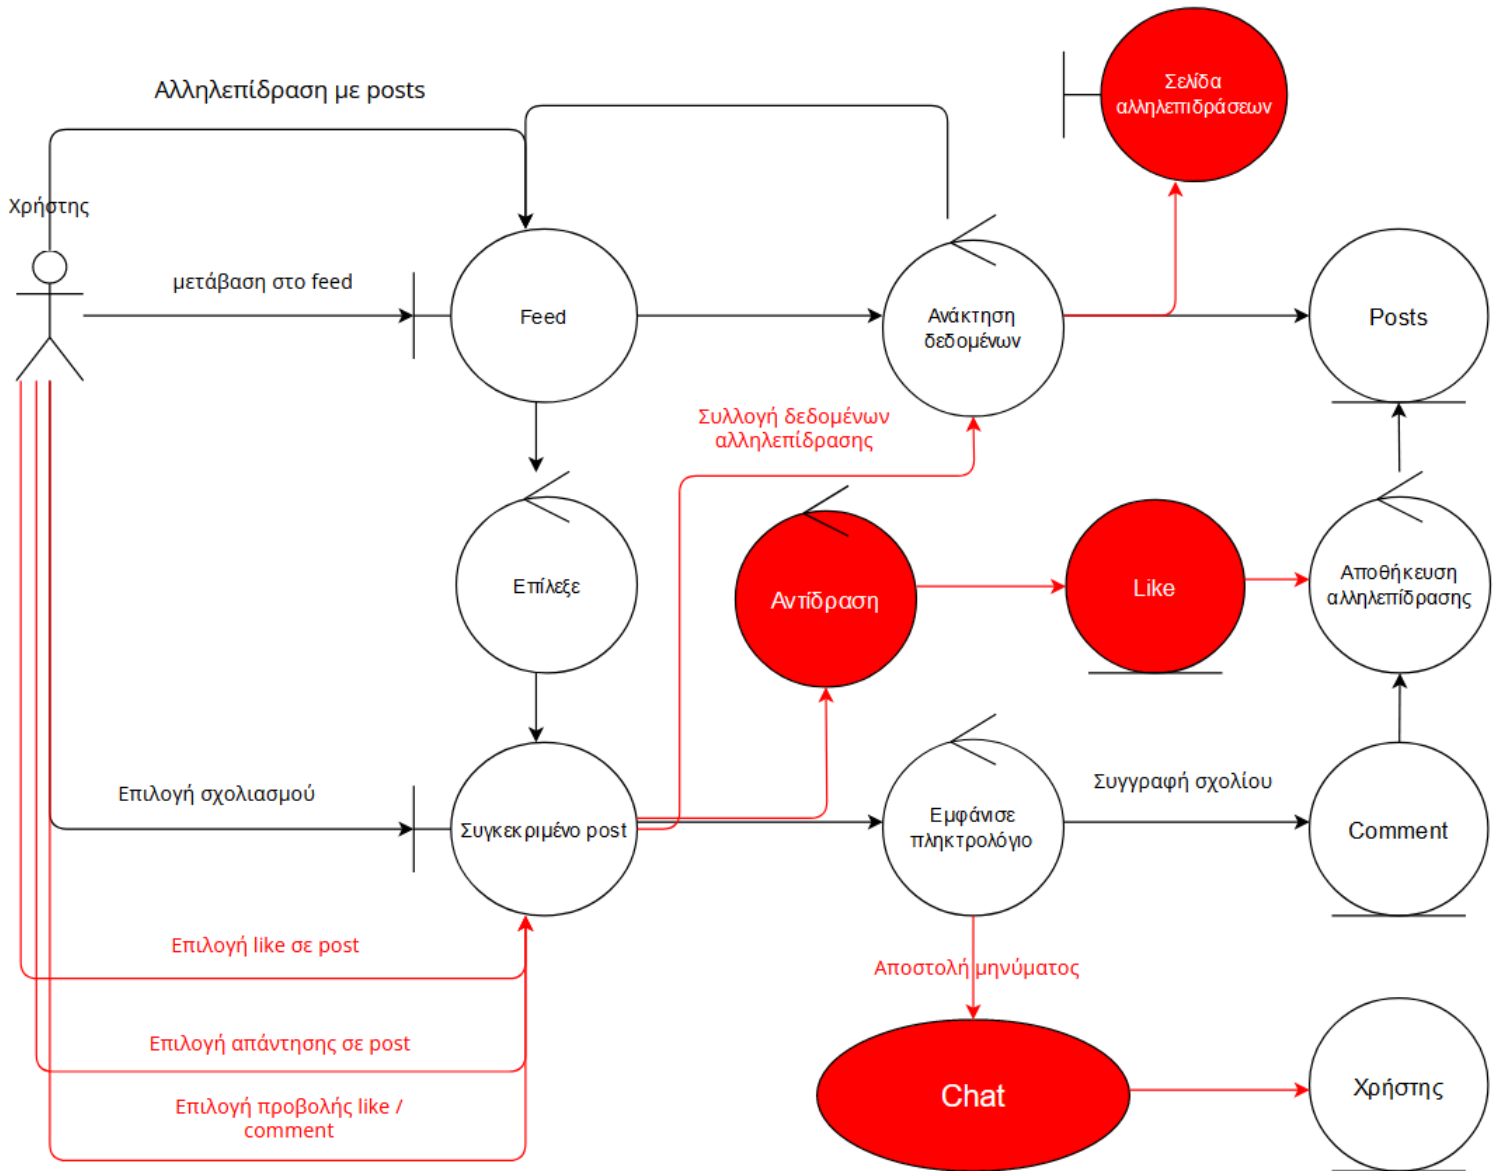 Σελίδα
αλληλεπιδράσεων
Αλληλεπίδραση με posts
Χρήστης
μετάβαση στο feed
Feed
Ανάκτηση
δεδομένων
Posts
Συλλογή δεδομένων
αλληλεπίδρασης
Επίλεξε
Αντίδραση
Like
Αποθήκευση
αλληλεπίδρασης
Επιλογή σχολιασμού
Συγκεκριμένο post
Εμφάνισε
πληκτρολόγιο
Συγγραφή σχολίου
Comment
Επιλογή like σε post
Αποστολή μηνύματος
Επιλογή απάντησης σε post
Επιλογή προβολής like /
comment
Chat
Χρήστης